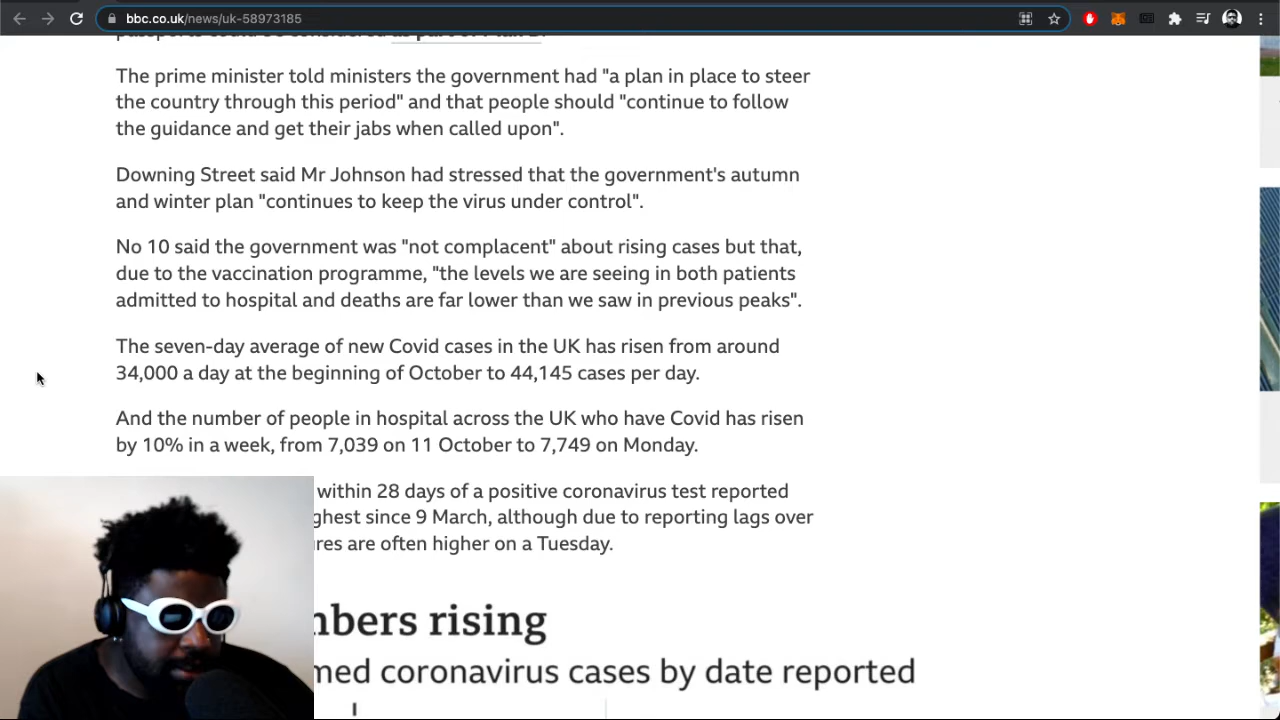 bbc.co.uk/news/uk-58973185
The prime minister told ministers the government had "a plan in place to steer
the country through this period" and that people should "continue to follow
the guidance and get their jabs when called upon".
Downing Street said Mr Johnson had stressed that the government's autumn
and winter plan "continues to keep the virus under control".
No 10 said the government was "not complacent" about rising cases but that,
due to the vaccination programme, "the levels we are seeing in both patients
admitted to hospital and deaths are far lower than we saw in previous peaks".
The seven-day average of new Covid cases in the UK has risen from around
34,000 a day at the beginning of October to 44,145 cases per day.
And the number of people in hospital across the UK who have Covid has risen
by 10% in a week, from 7,039 on 11 October to 7,749 on Monday.
within 28 days of a positive coronavirus test reported
ghest since 9 March, although due to reporting lags over
res are often higher on a Tuesday.
nbers rising
med coronavirus cases by date reported